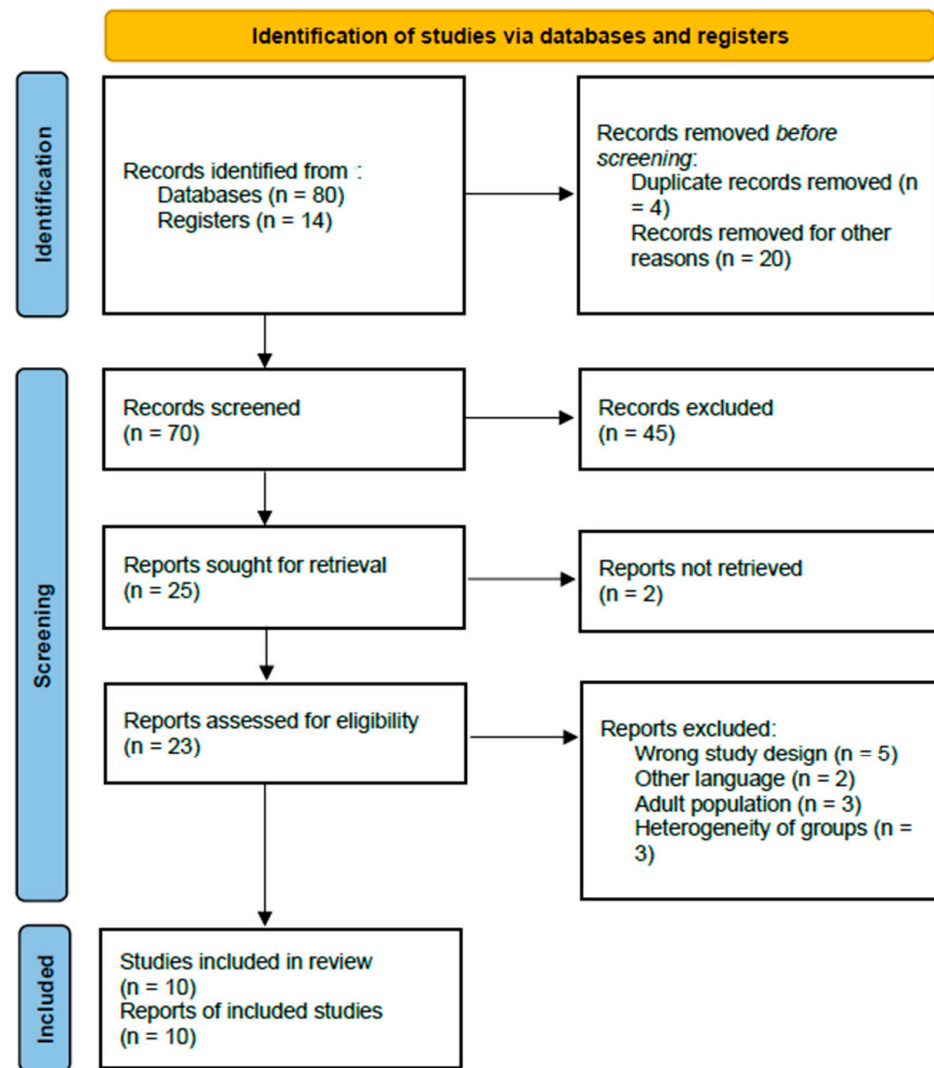 Identification of studies via databases and registers
Identification
Records identified from :
Databases (n = 80)
Registers (n = 14)
Records removed before
screening:
Duplicate records removed (n
= 4)
Records removed for other
reasons (n = 20)
Screening
Records screened
(n = 70)
Records excluded
(n = 45)
Reports sought for retrieval
(n = 25)
Reports not retrieved
(n = 2)
Reports assessed for eligibility
(n = 23)
Reports excluded:
Wrong study design (n = 5)
Other language (n = 2)
Adult population (n = 3)
Heterogeneity of groups (n =
3)
Included
Studies included in review
(n = 10)
Reports of included studies
(n = 10)